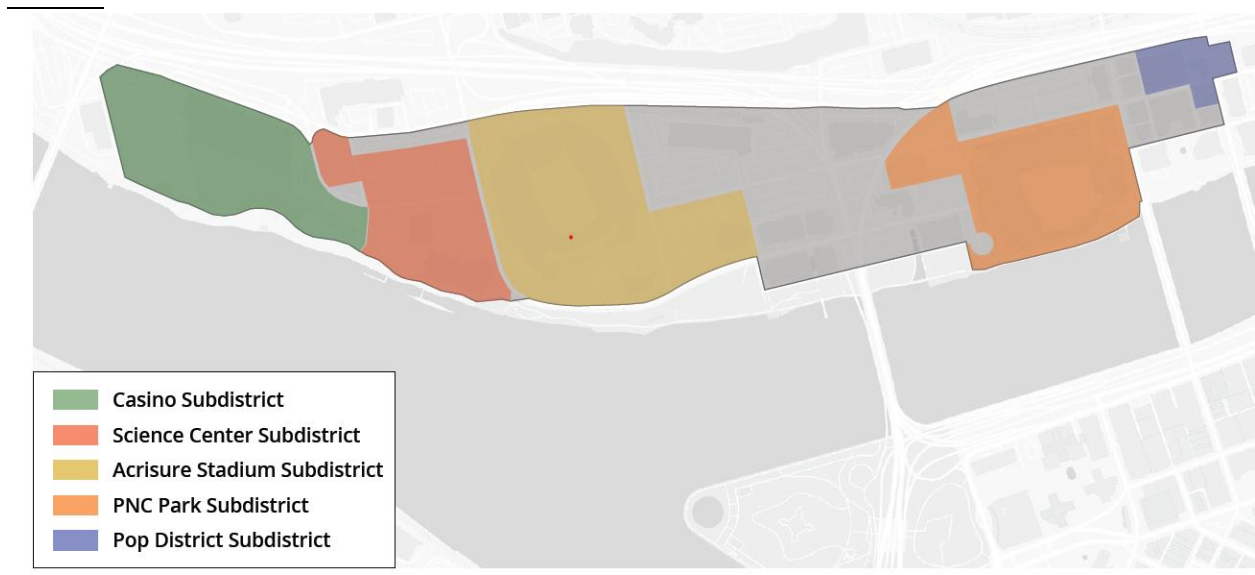 Casino Subdistrict
Science Center Subdistrict
Acrisure Stadium Subdistrict
PNC Park Subdistrict
Pop District Subdistrict